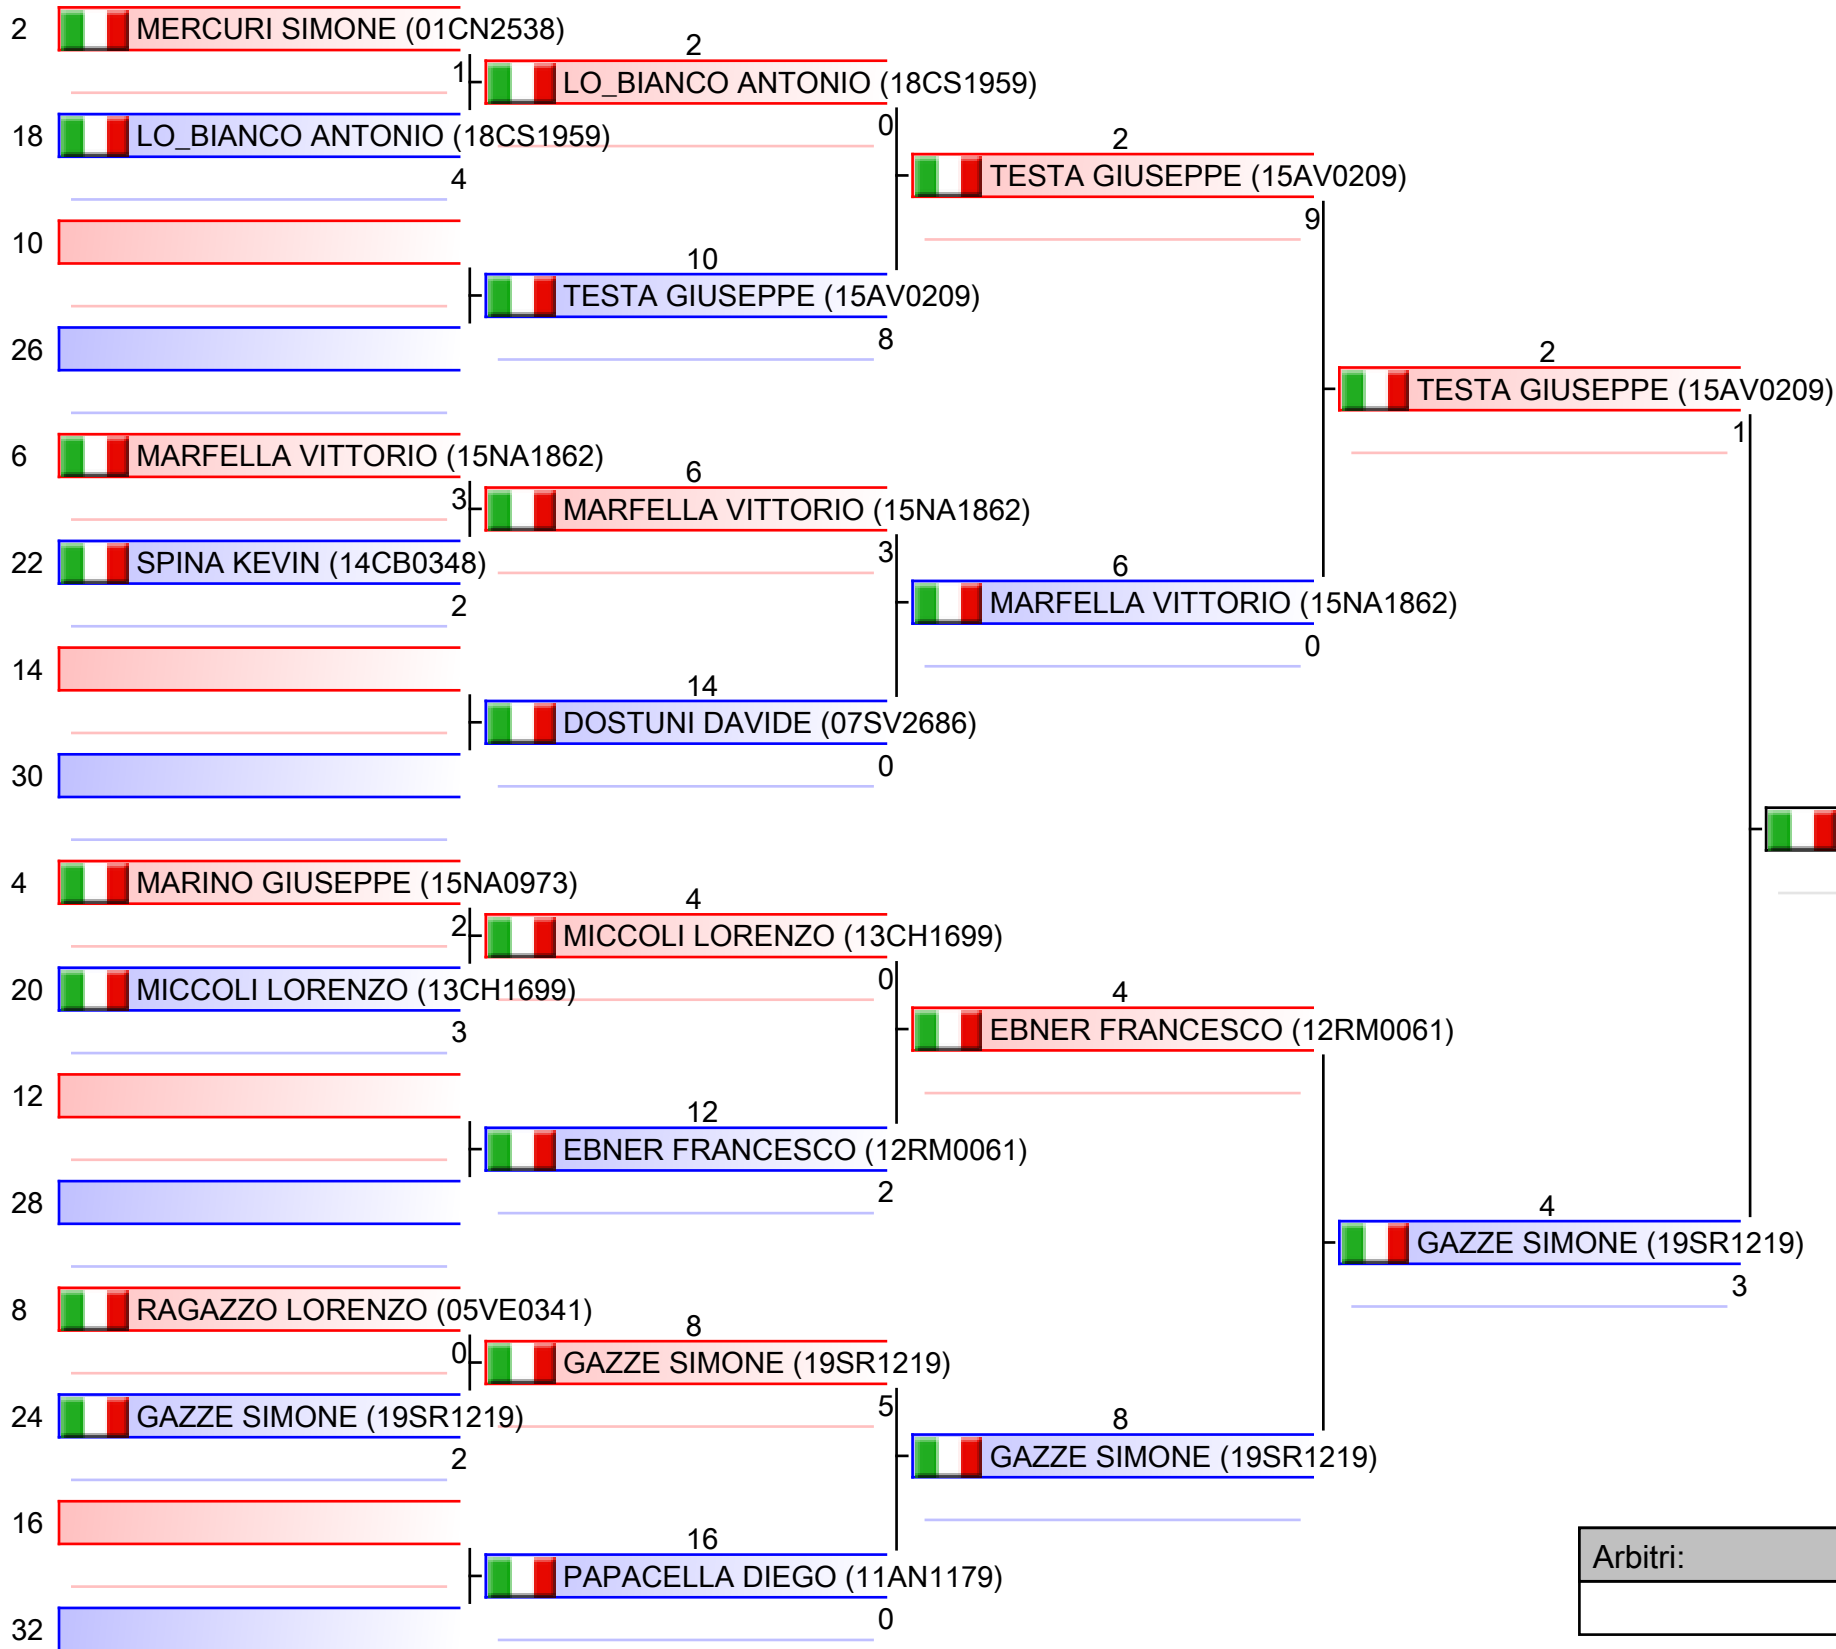 2 MERCURI SIMONE (01CN2538)
1
18 LO_BIANCO ANTONIO (18CS1959)
4
10
26
6 MARFELLA VITTORIO (15NA1862)
3
22 SPINA KEVIN (14CB0348)
2
14
30
4 MARINO GIUSEPPE (15NA0973)
2
20 MICCOLI LORENZO (13CH1699)
3
12
28
8 RAGAZZO LORENZO (05VE0341)
0
24 GAZZE SIMONE (19SR1219)
2
16
32
2
LO_BIANCO ANTONIO (18CS1959)
0
10
TESTA GIUSEPPE (15AV0209)
8
6
MARFELLA VITTORIO (15NA1862)
3
14
DOSTUNI DAVIDE (07SV2686)
0
4
MICCOLI LORENZO (13CH1699)
0
12
EBNER FRANCESCO (12RM0061)
2
8
GAZZE SIMONE (19SR1219)
5
16
PAPACELLA DIEGO (11AN1179)
0
2
TESTA GIUSEPPE (15AV0209)
9
6
MARFELLA VITTORIO (15NA1862)
0
4
EBNER FRANCESCO (12RM0061)
8
GAZZE SIMONE (19SR1219)
2
TESTA GIUSEPPE (15AV0209)
1
4
GAZZE SIMONE (19SR1219)
3
Arbitri: